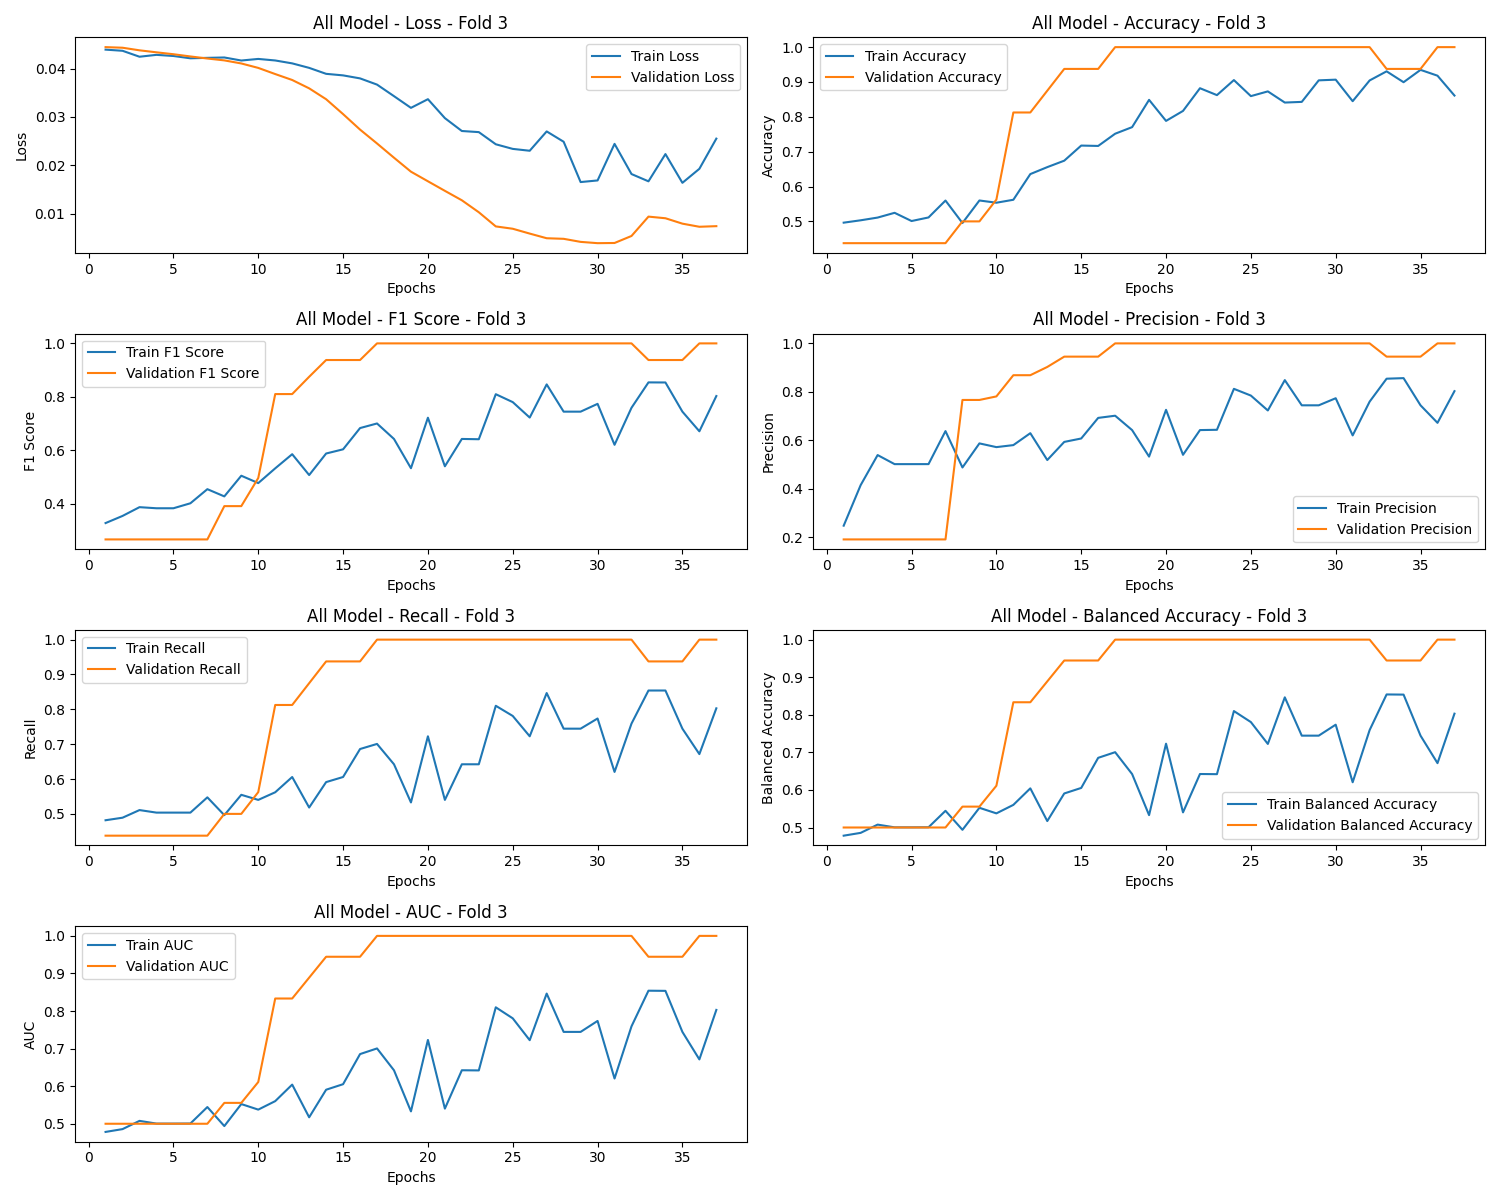 All Model - Loss - Fold 3
Loss
0.04
0.03
0.02
0.01
Train Loss
Validation Loss
0 5 10 15 20 25 30 35
Epochs
All Model - Accuracy - Fold 3
Accuracy
1.0
0.9
0.8
0.7
0.6
0.5
Train Accuracy
Validation Accuracy
0 5 10 15 20 25 30 35
Epochs
All Model - F1 Score - Fold 3
F1 Score
1.0
0.8
0.6
0.4
Train F1 Score
Validation F1 Score
0 5 10 15 20 25 30 35
Epochs
All Model - Precision - Fold 3
Precision
1.0
0.8
0.6
0.4
0.2
Train Precision
Validation Precision
0 5 10 15 20 25 30 35
Epochs
All Model - Recall - Fold 3
Recall
1.0
0.9
0.8
0.7
0.6
0.5
Train Recall
Validation Recall
0 5 10 15 20 25 30 35
Epochs
All Model - Balanced Accuracy - Fold 3
Balanced Accuracy
1.0
0.9
0.8
0.7
0.6
0.5
Train Balanced Accuracy
Validation Balanced Accuracy
0 5 10 15 20 25 30 35
Epochs
All Model - AUC - Fold 3
AUC
1.0
0.9
0.8
0.7
0.6
0.5
Train AUC
Validation AUC
0 5 10 15 20 25 30 35
Epochs